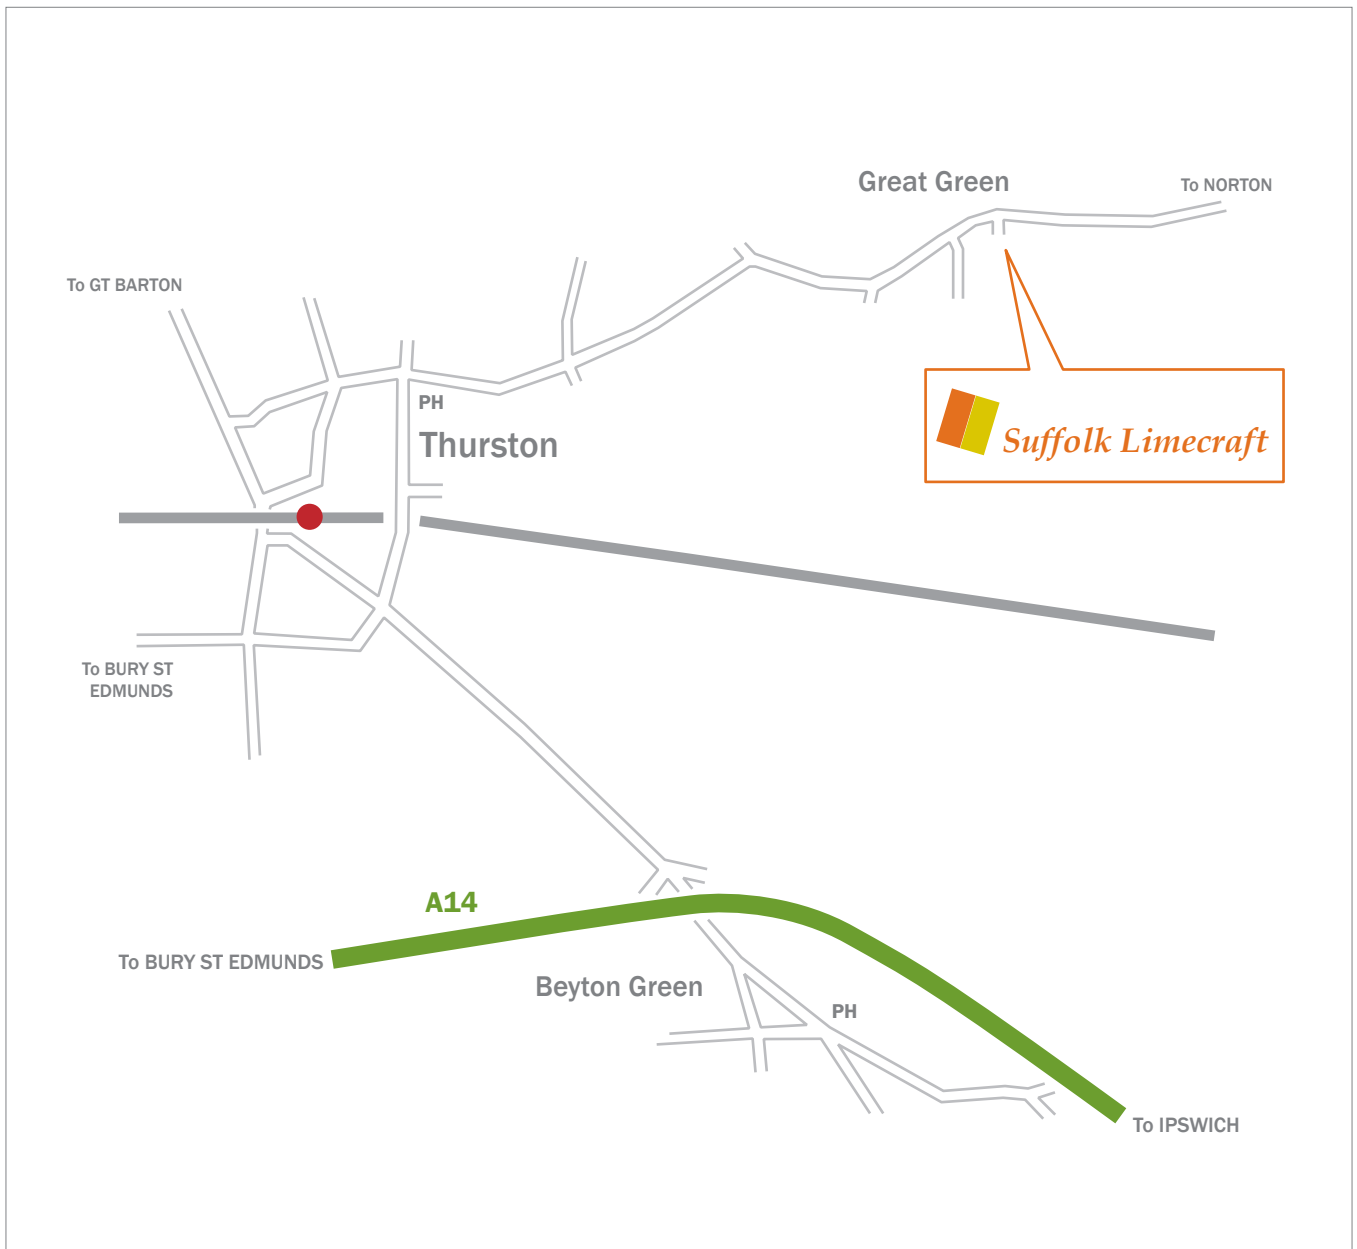 Great Green
To NORTON
To GT BARTON
PH
Thurston
Suffolk Limecraft
To BURY ST
EDMUNDS
A14
To BURY ST EDMUNDS
Beyton Green
PH
To IPSWICH